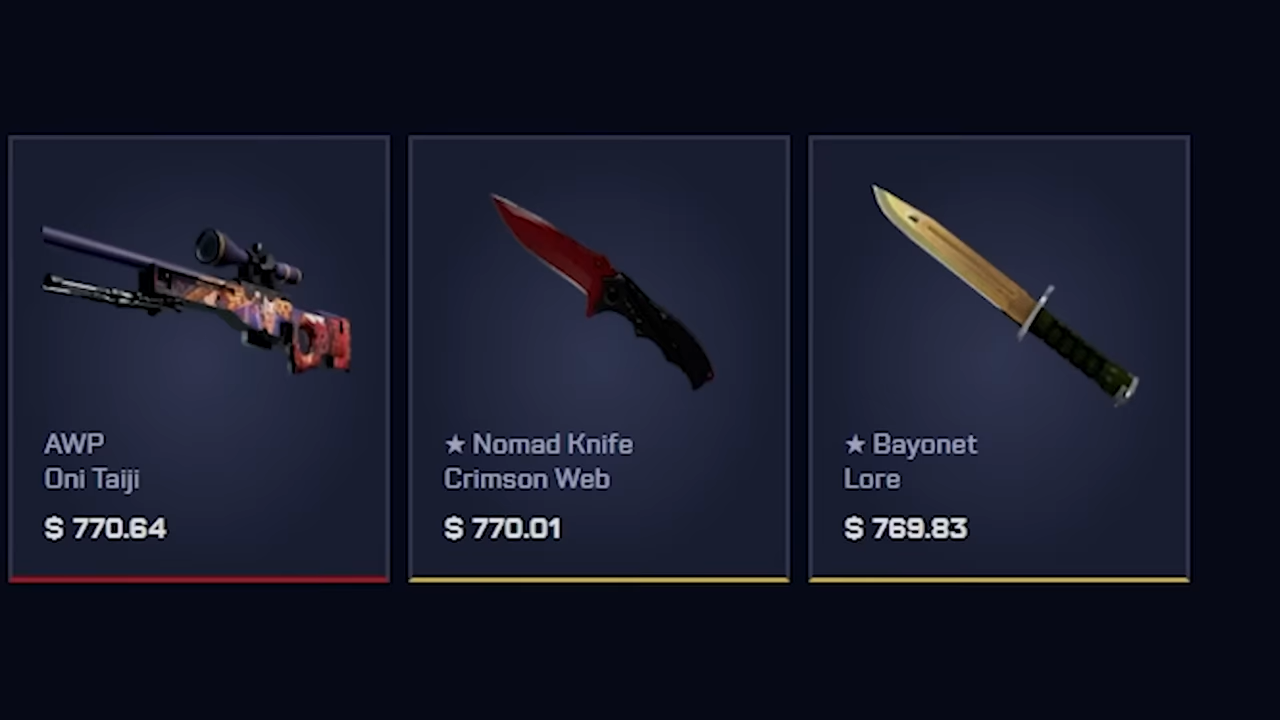 AWP
Oni Taiji
$ 770.64
★ Nomad Knife
Crimson Web
$ 770.01
★ Bayonet
Lore
$ 769.83